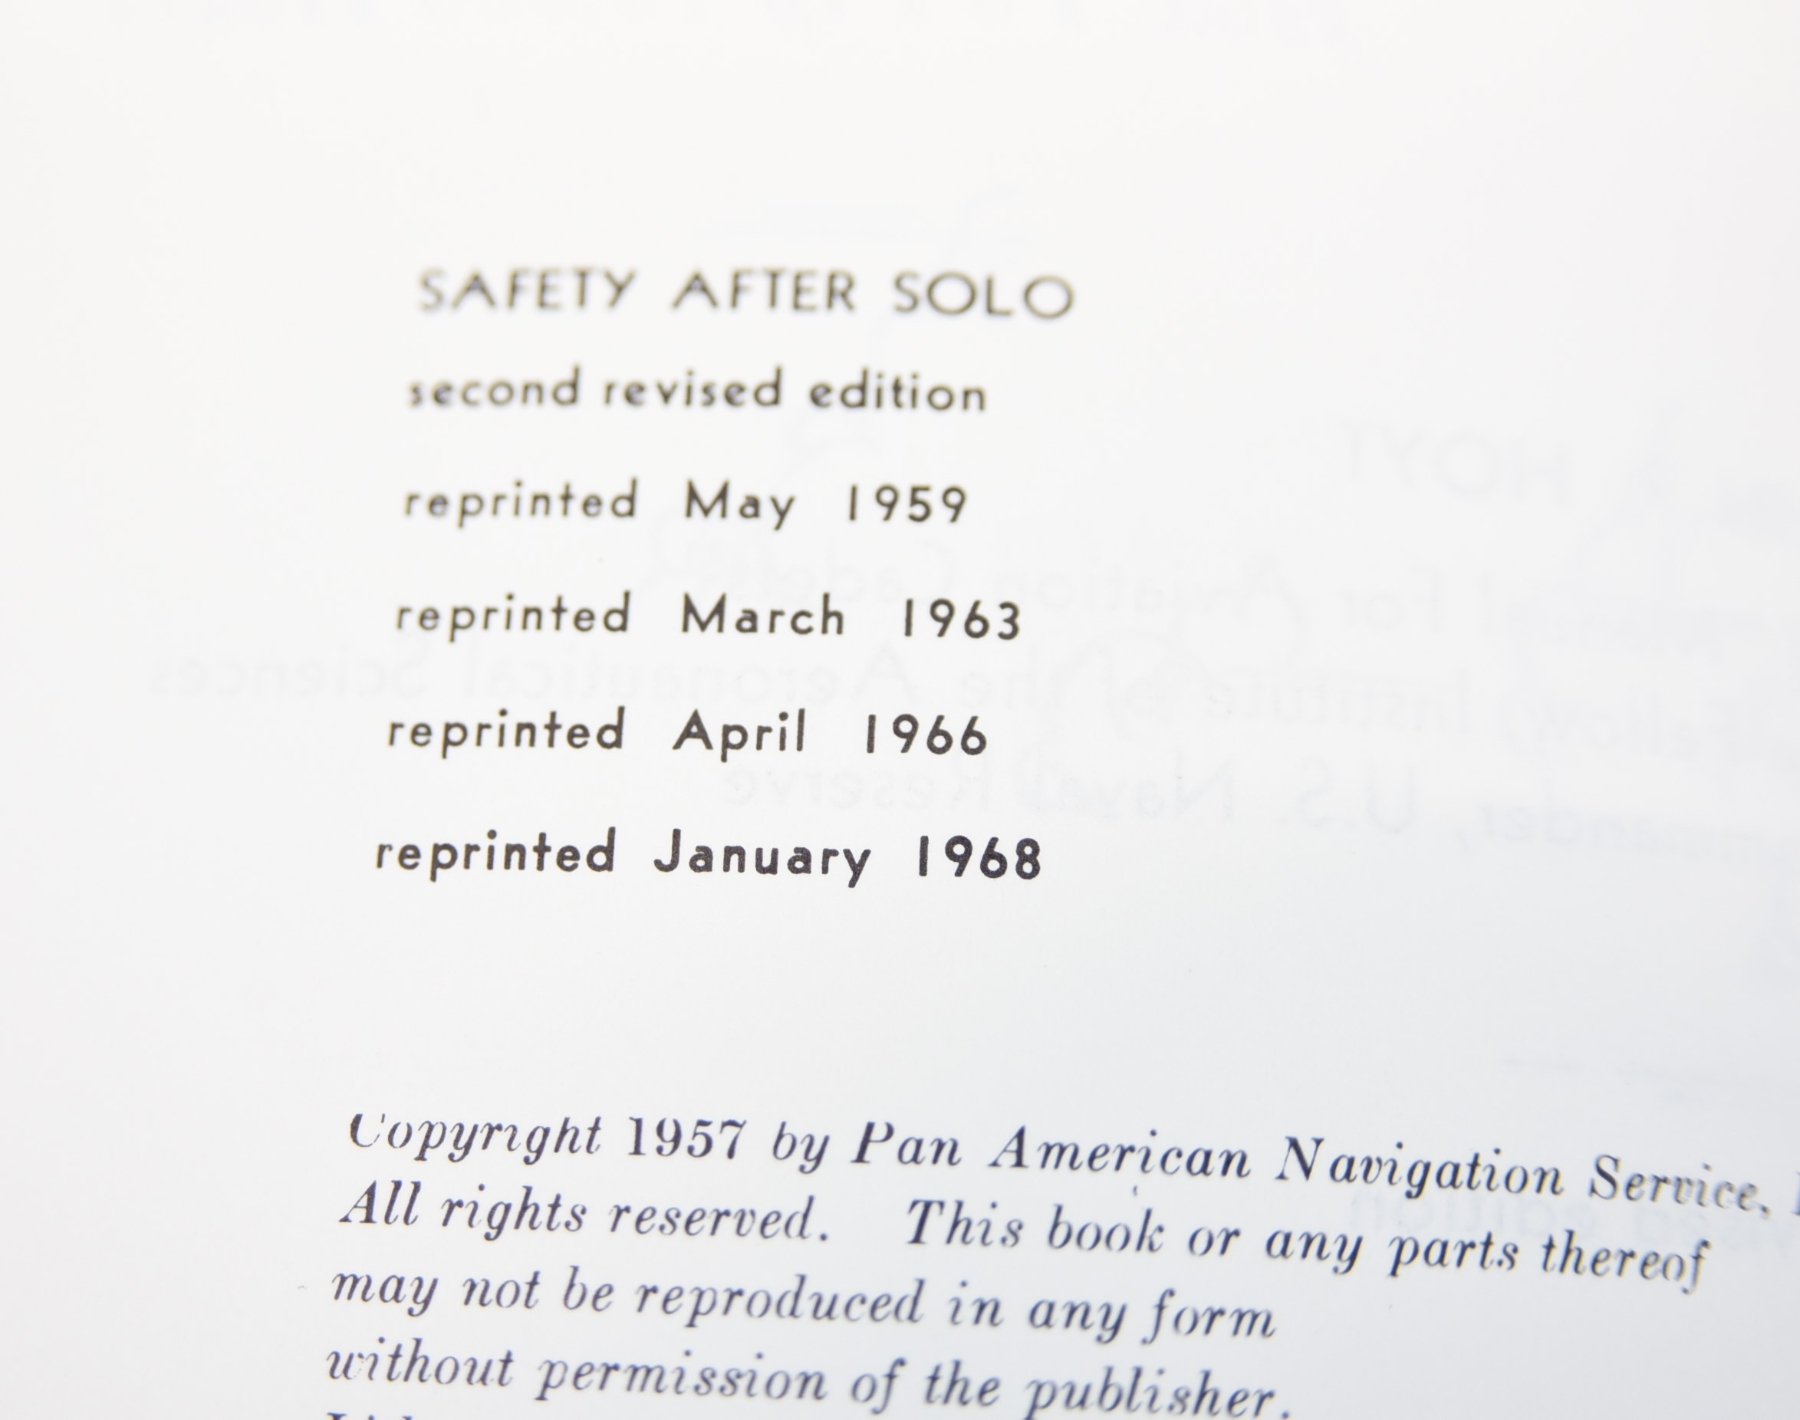 SAFETY AFTER SOLO
second revised edition
reprinted May 1959
reprinted March 1963
reprinted April 1966
reprinted January 1968
Copyright 1957 by Pan American Navigation Service,
All rights reserved. This book or any parts thereof
may not be reproduced in any form
without permission of the publisher.